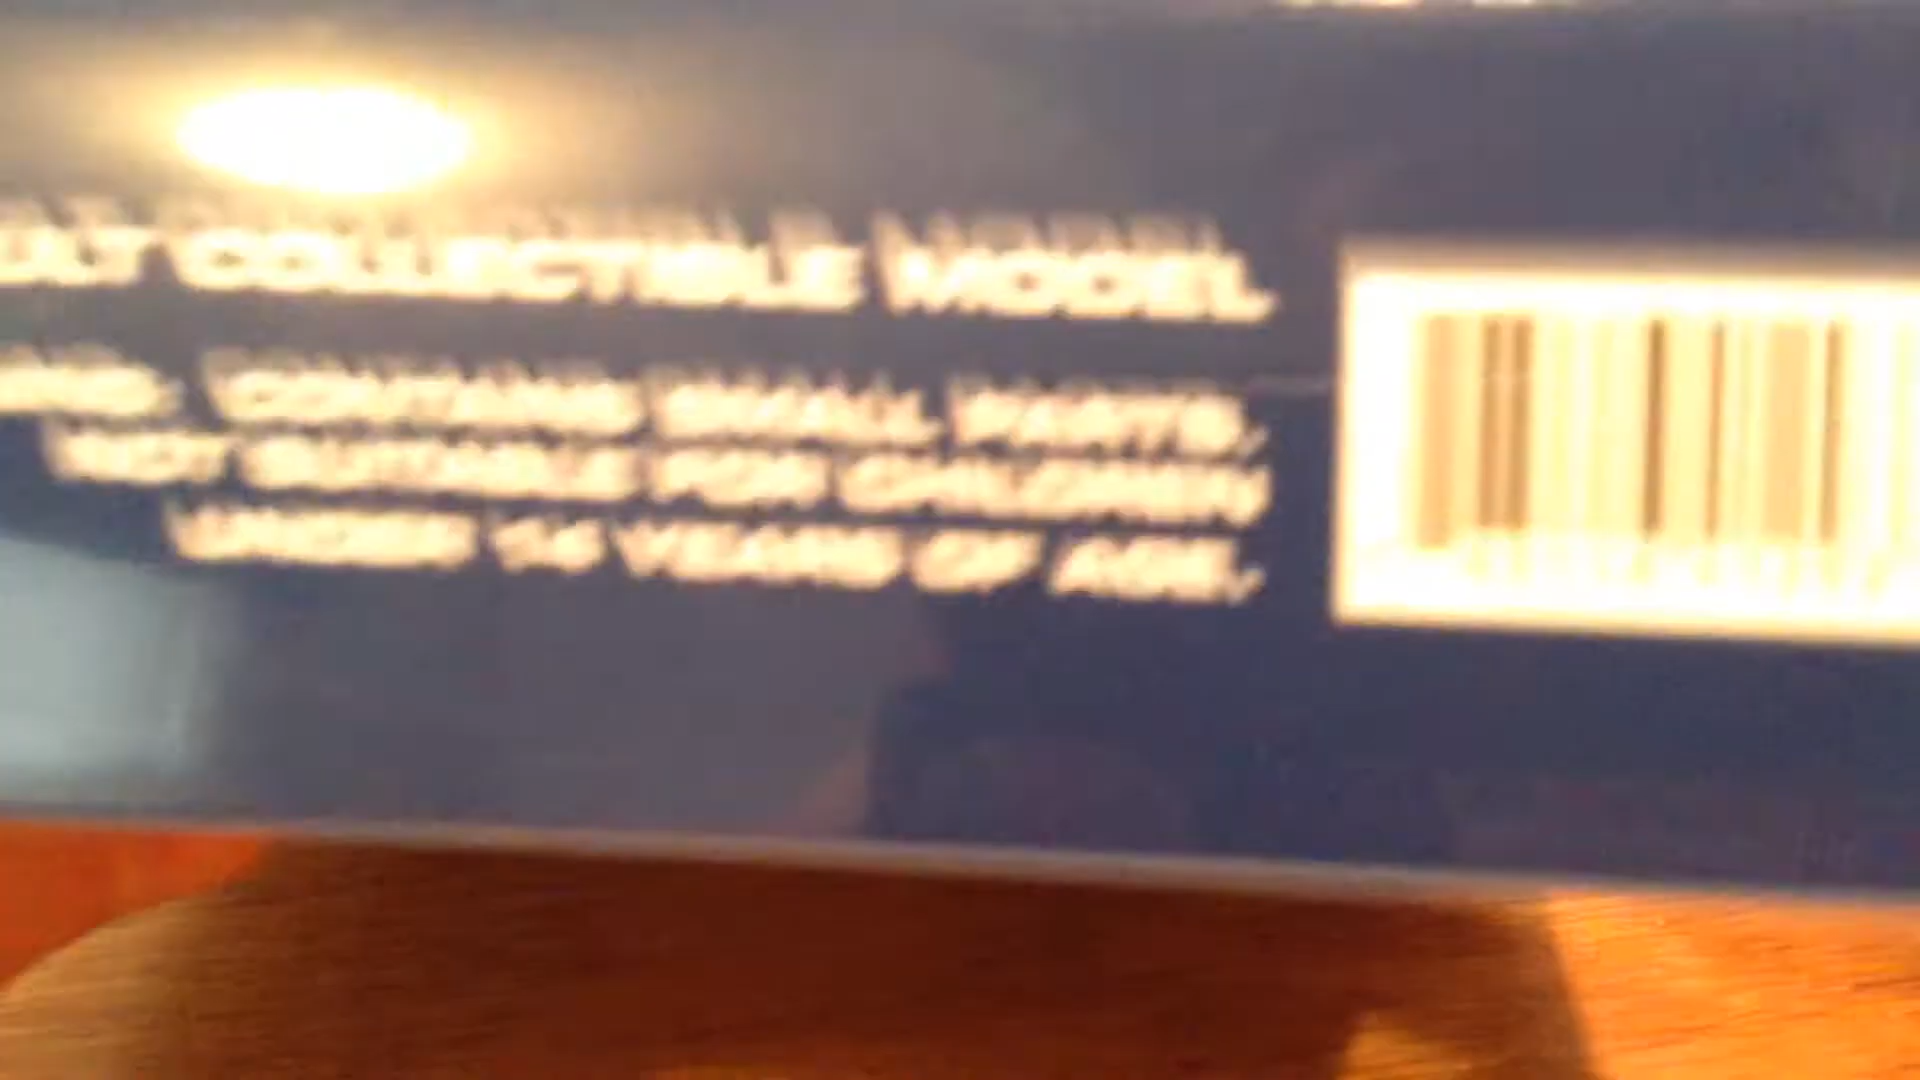 COLLECTIBLE MODEL.
CONTAINS SMALL PARTS,
NOT SUITABLE FOR CHILDREN
UNDER 14 YEARS OF AGE.